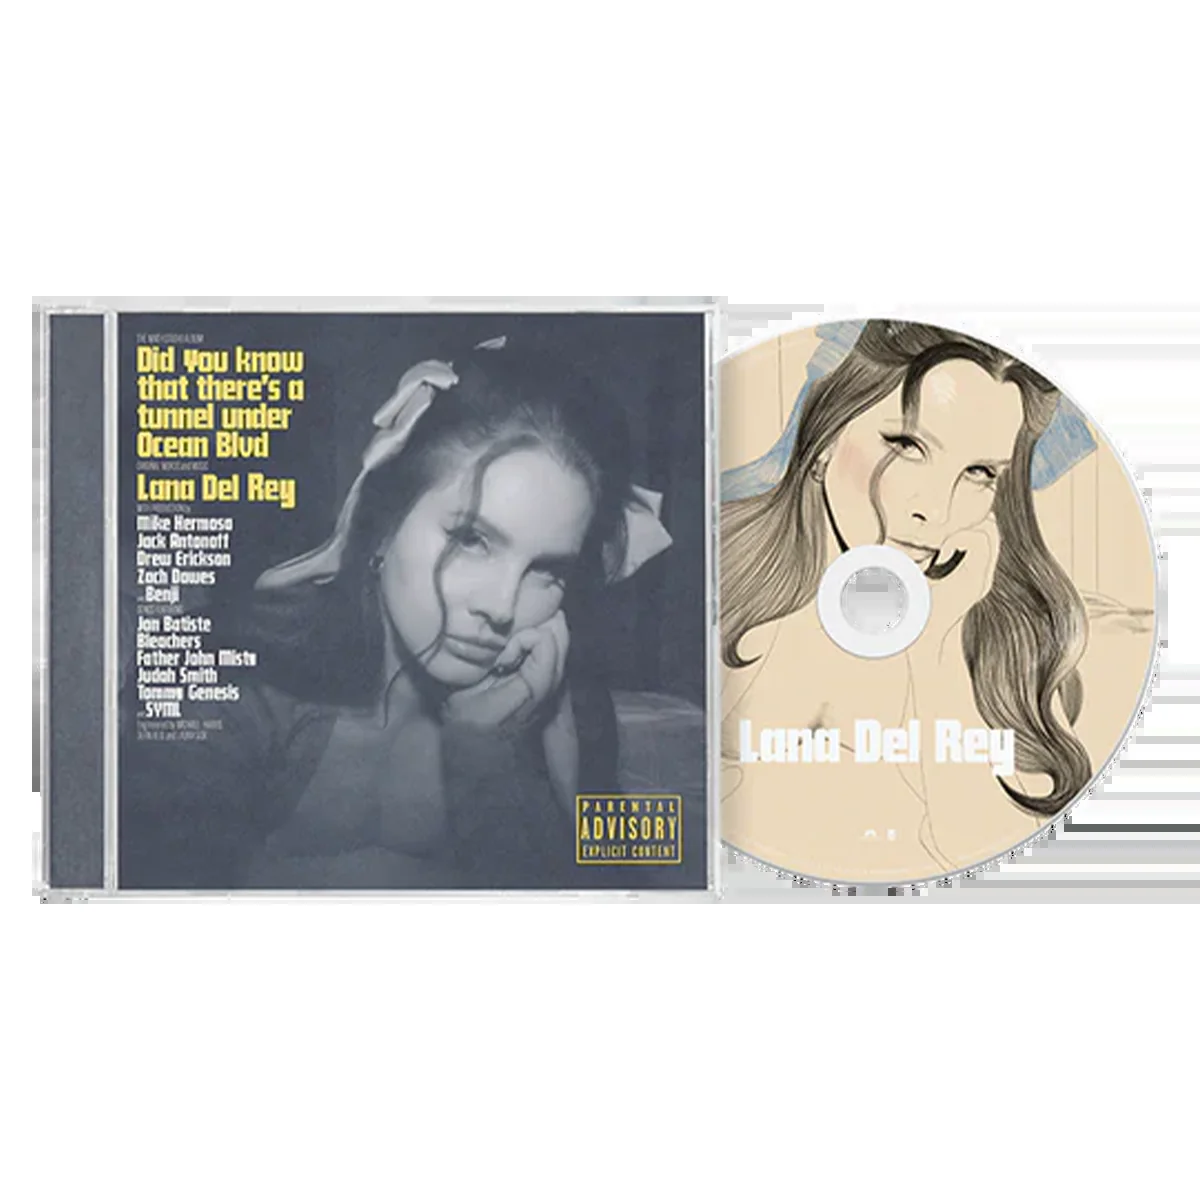 THE NINTH STUDIO ALBUM
Did you know
that there's a
tunnel under
Ocean Blvd
ORIGINAL WORDS and MUSIC
Lana Del Rey
WITH PRODUCTION by
Mike Hermosa
Jack Antonoff
Drew Erickson
Zach Dawes
and Benji
SONGS FEATURING
Jon Batiste
Bleachers
Father John Misty
Judah Smith
Tommy Genesis
SYML
PARENTAL
ADVISORY
EXPLICIT CONTENT
Lana Del Rey